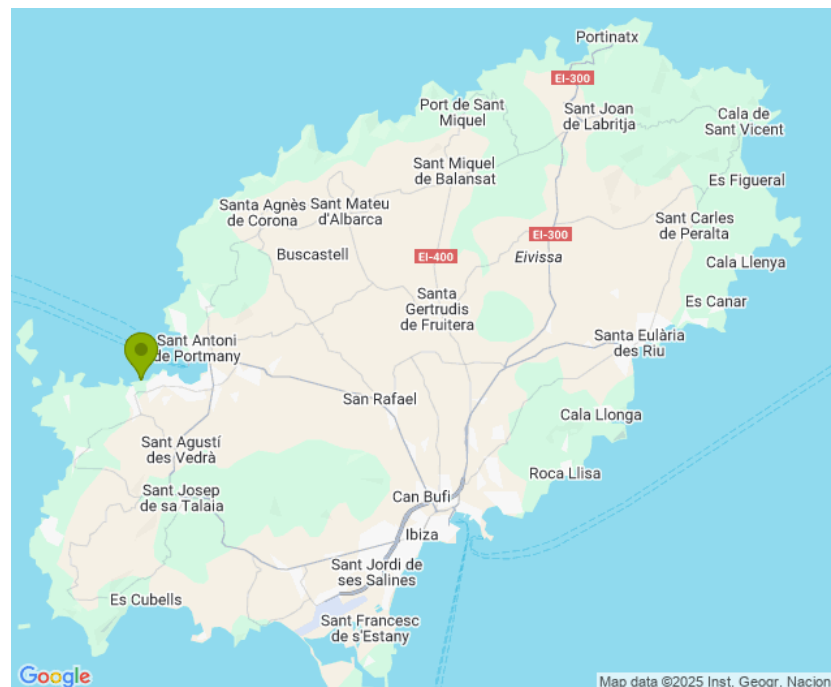 Portinatx
EI-300
Port de Sant
Miquel
Sant Joan
de Labritja
Cala de
Sant Vicent
Sant Miquel
de Balansat
Es Figueral
Santa Agnès
de Corona
Sant Mateu
d'Albarca
Sant Carles
de Peralta
EI-300
Buscastell
EI-400
Eivissa
Cala Llenya
Santa
Gertrudis
de Fruitera
Es Canar
Sant Antoni
de Portmany
Santa Eulària
des Riu
San Rafael
Cala Llonga
Sant Agustí
des Vedrà
Roca Llisa
Sant Josep
de sa Talaia
Can Bufi
Ibiza
Sant Jordi de
ses Salines
Es Cubells
Sant Francesc
de s'Estany
Google
Map data ©2025 Inst. Geogr. Nacion